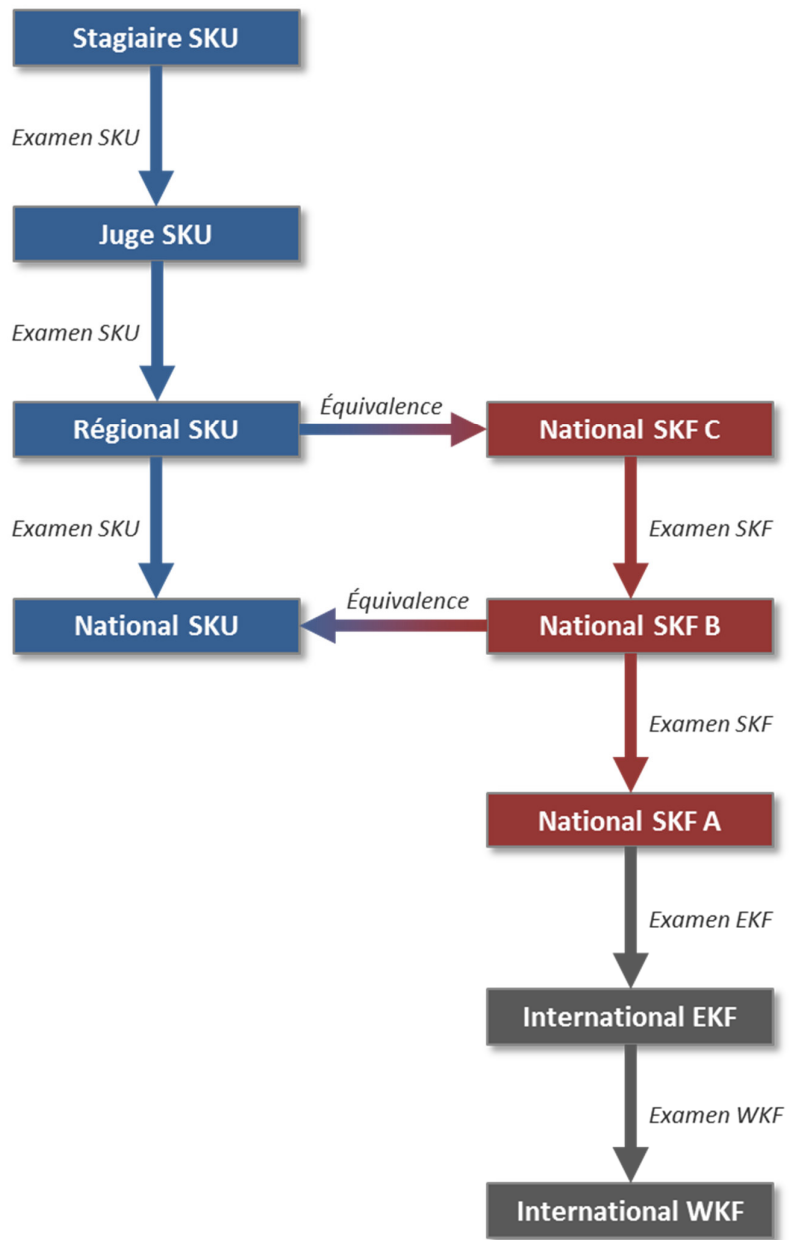 Stagiaire SKU
Examen SKU
Juge SKU
Examen SKU
Régional SKU
Équivalence
National SKF C
Examen SKU
Examen SKF
National SKU
Équivalence
National SKF B
Examen SKF
National SKF A
Examen EKF
International EKF
Examen WKF
International WKF